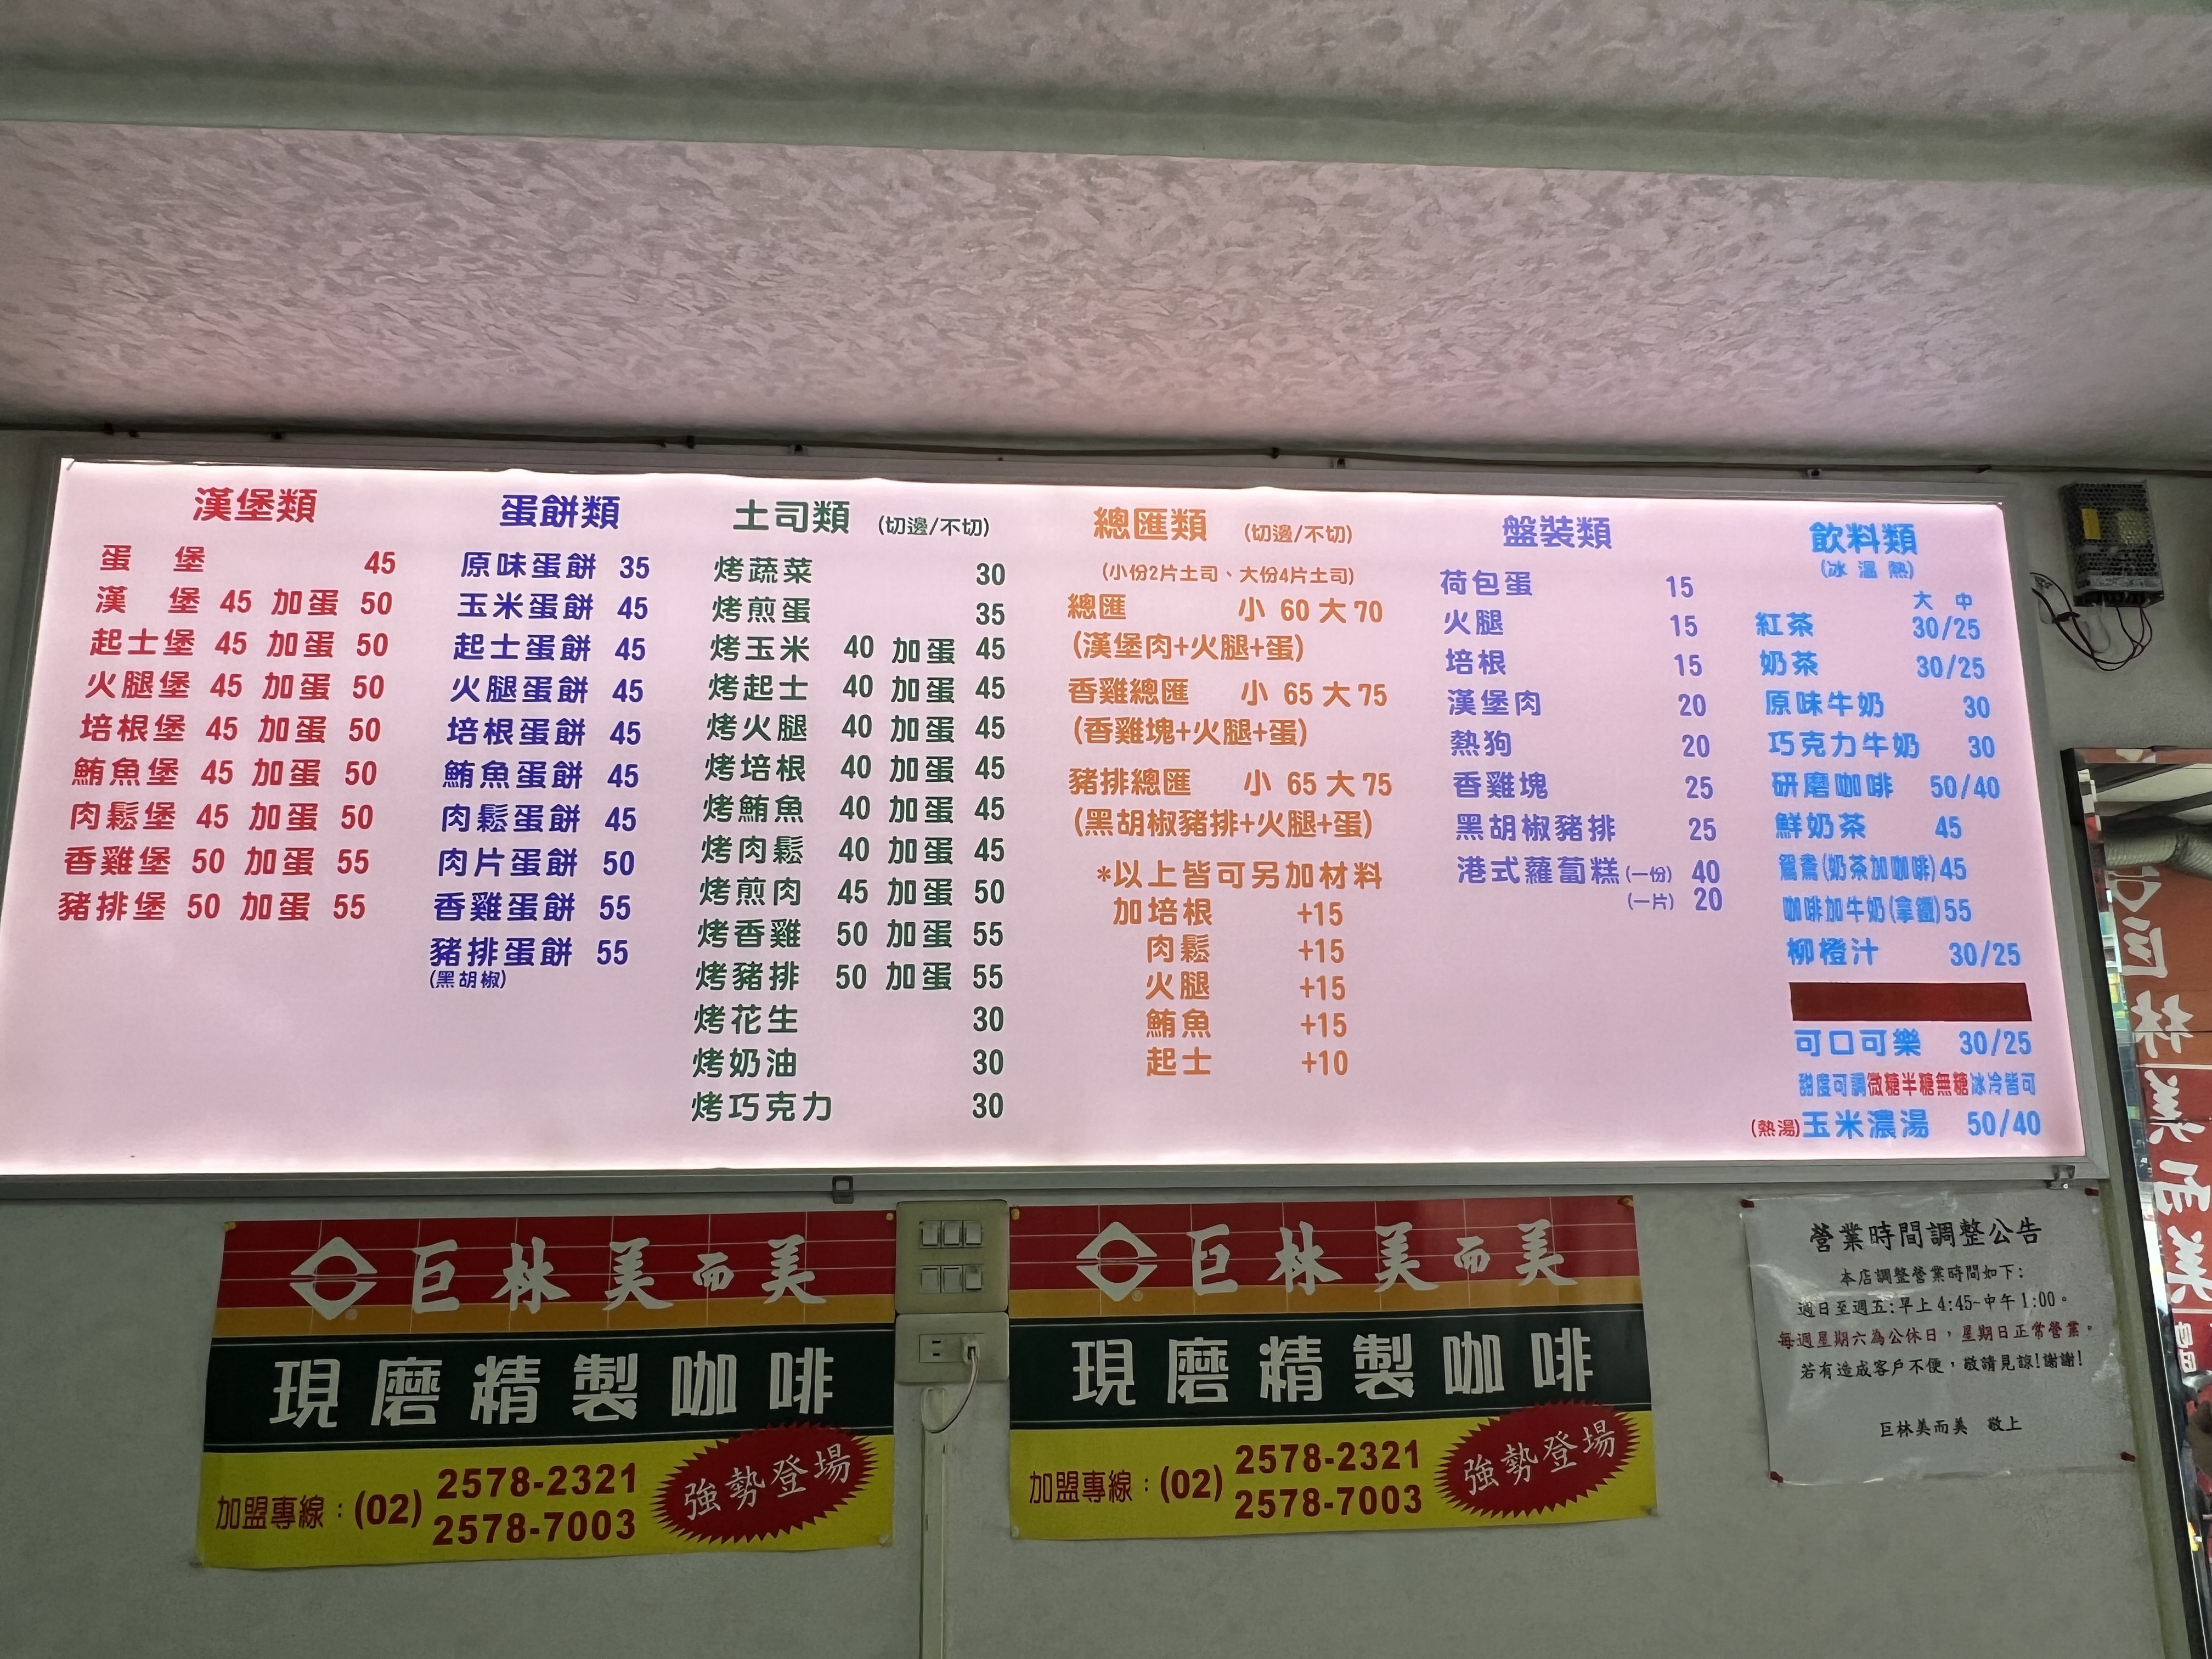 漢堡類
蛋 堡 45
漢 堡 45 加蛋 50
起士堡 45 加蛋 50
火腿堡 45 加蛋 50
培根堡 45 加蛋 50
鮪魚堡 45 加蛋 50
肉鬆堡 45 加蛋 50
香雞堡 50 加蛋 55
豬排堡 50 加蛋 55
蛋餅類
原味蛋餅 35
玉米蛋餅 45
起士蛋餅 45
火腿蛋餅 45
培根蛋餅 45
鮪魚蛋餅 45
肉鬆蛋餅 45
肉片蛋餅 50
香雞蛋餅 55
豬排蛋餅 55
(黑胡椒)
土司類 (切邊/不切)
烤蔬菜 30
烤煎蛋 35
烤玉米 40 加蛋 45
烤起士 40 加蛋 45
烤火腿 40 加蛋 45
烤培根 40 加蛋 45
烤鮪魚 40 加蛋 45
烤肉鬆 40 加蛋 45
烤煎肉 45 加蛋 50
烤香雞 50 加蛋 55
烤豬排 50 加蛋 55
烤花生 30
烤奶油 30
烤巧克力 30
總匯類 (切邊/不切)
(小份2片土司、大份4片土司)
總匯 小 60 大 70
(漢堡肉+火腿+蛋)
香雞總匯 小 65 大 75
(香雞塊+火腿+蛋)
豬排總匯 小 65 大 75
(黑胡椒豬排+火腿+蛋)
*以上皆可另加材料
加培根 +15
肉鬆 +15
火腿 +15
鮪魚 +15
起士 +10
盤裝類
荷包蛋 15
火腿 15
培根 15
漢堡肉 20
熱狗 20
香雞塊 25
黑胡椒豬排 25
港式蘿蔔糕(一份) 40
(一片) 20
飲料類
(冰 溫 熱)
大 中
紅茶 30/25
奶茶 30/25
原味牛奶 30
巧克力牛奶 30
研磨咖啡 50/40
鮮奶茶 45
鴛鴦(奶茶加咖啡)45
咖啡加牛奶(拿鐵)55
柳橙汁 30/25
可口可樂 30/25
甜度可調微糖半糖無糖冰冷皆可
(熱湯)玉米濃湯 50/40
巨林美而美
現磨精製咖啡
加盟專線：(02) 2578-2321
2578-7003
強勢登場
巨林美而美
現磨精製咖啡
加盟專線：(02) 2578-2321
2578-7003
強勢登場
營業時間調整公告
本店調整營業時間如下:
週日至週五:早上4:45~中午1:00。
每週星期六為公休日，星期日正常營業。
若有造成客戶不便，敬請見諒!謝謝!
巨林美而美 敬上